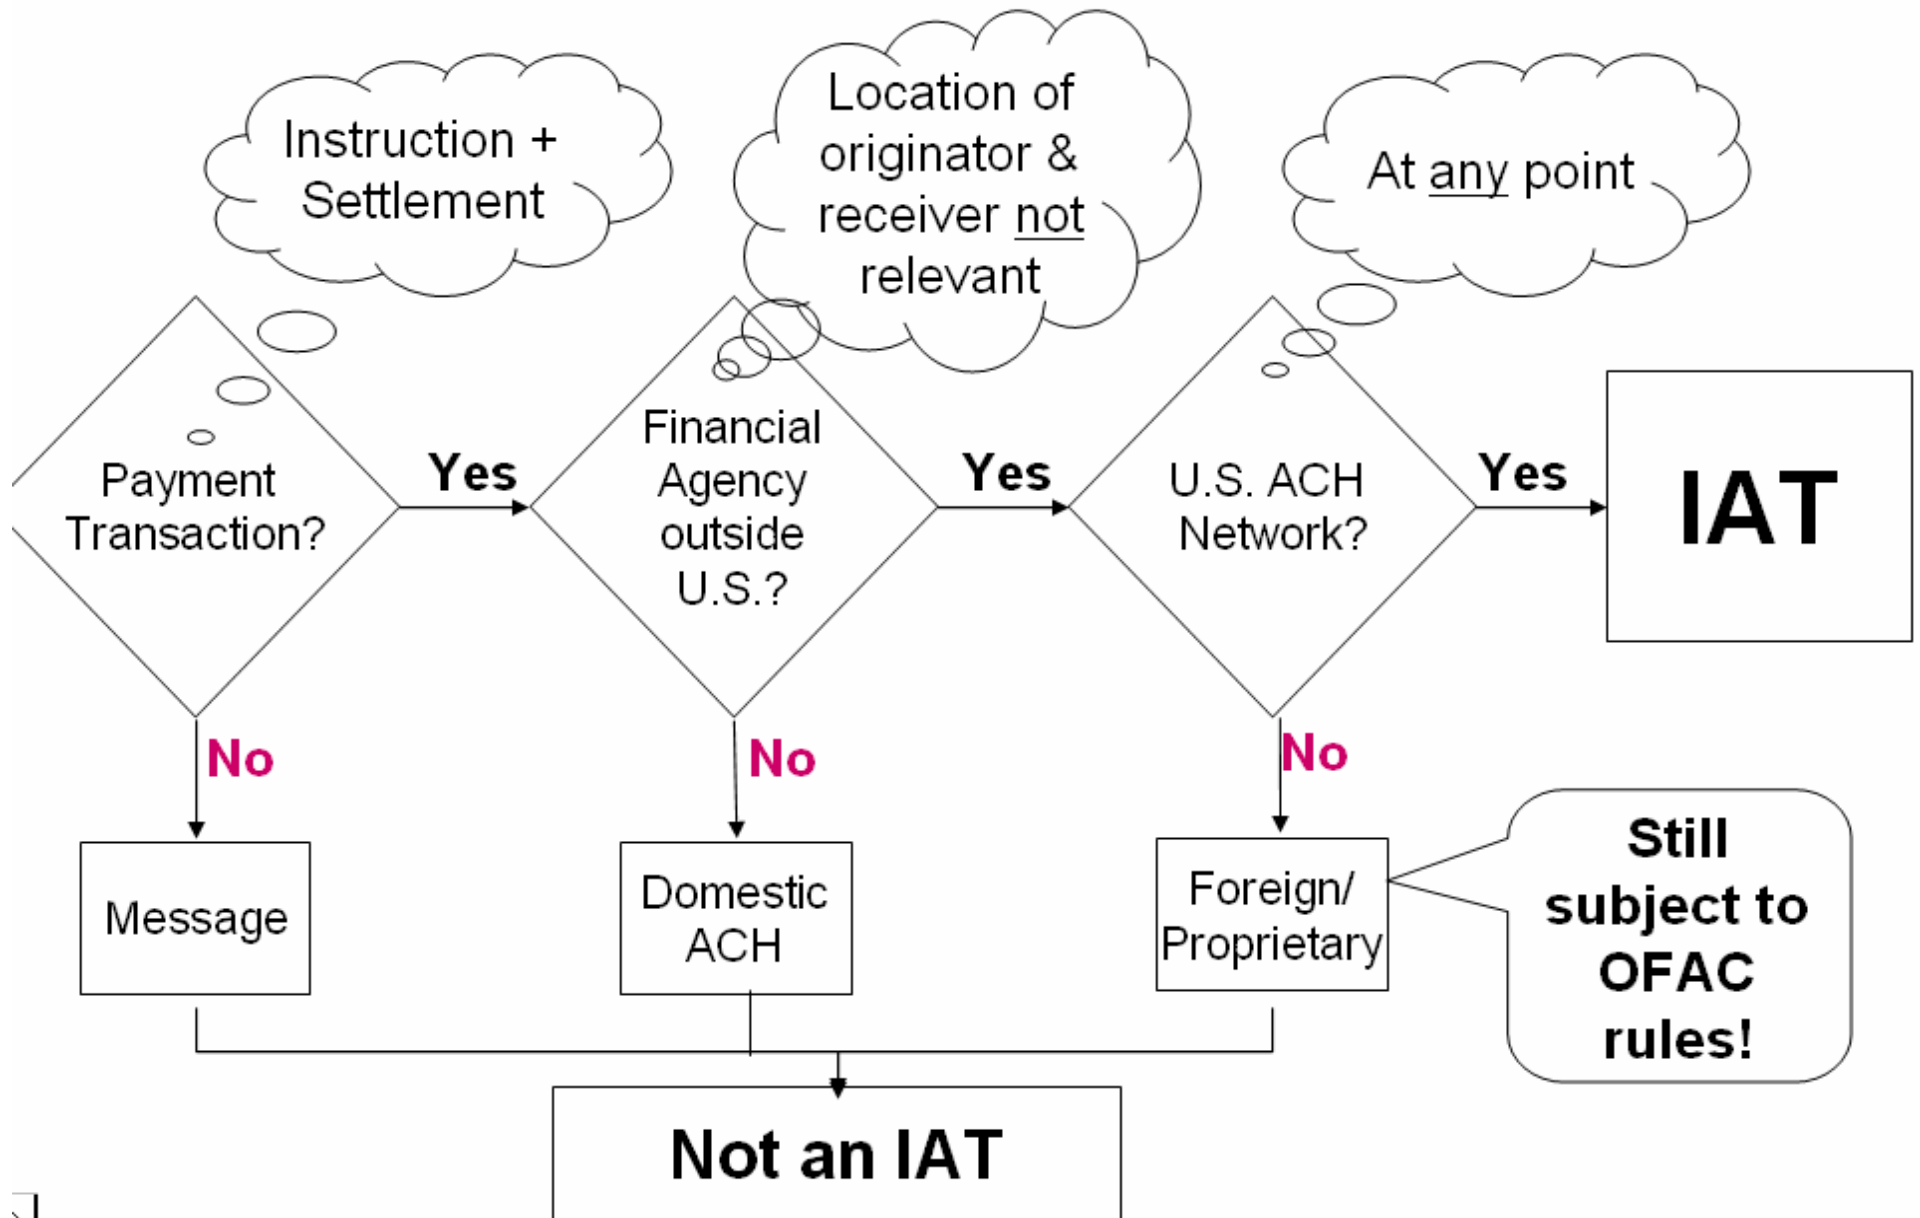 Instruction +
Settlement
Location of
originator &
receiver not
relevant
At any point
Payment
Transaction?
Yes
Financial
Agency
outside
U.S.?
Yes
U.S. ACH
Network?
Yes
IAT
No
No
No
Message
Domestic
ACH
Foreign/
Proprietary
Still
subject to
OFAC
rules!
Not an IAT